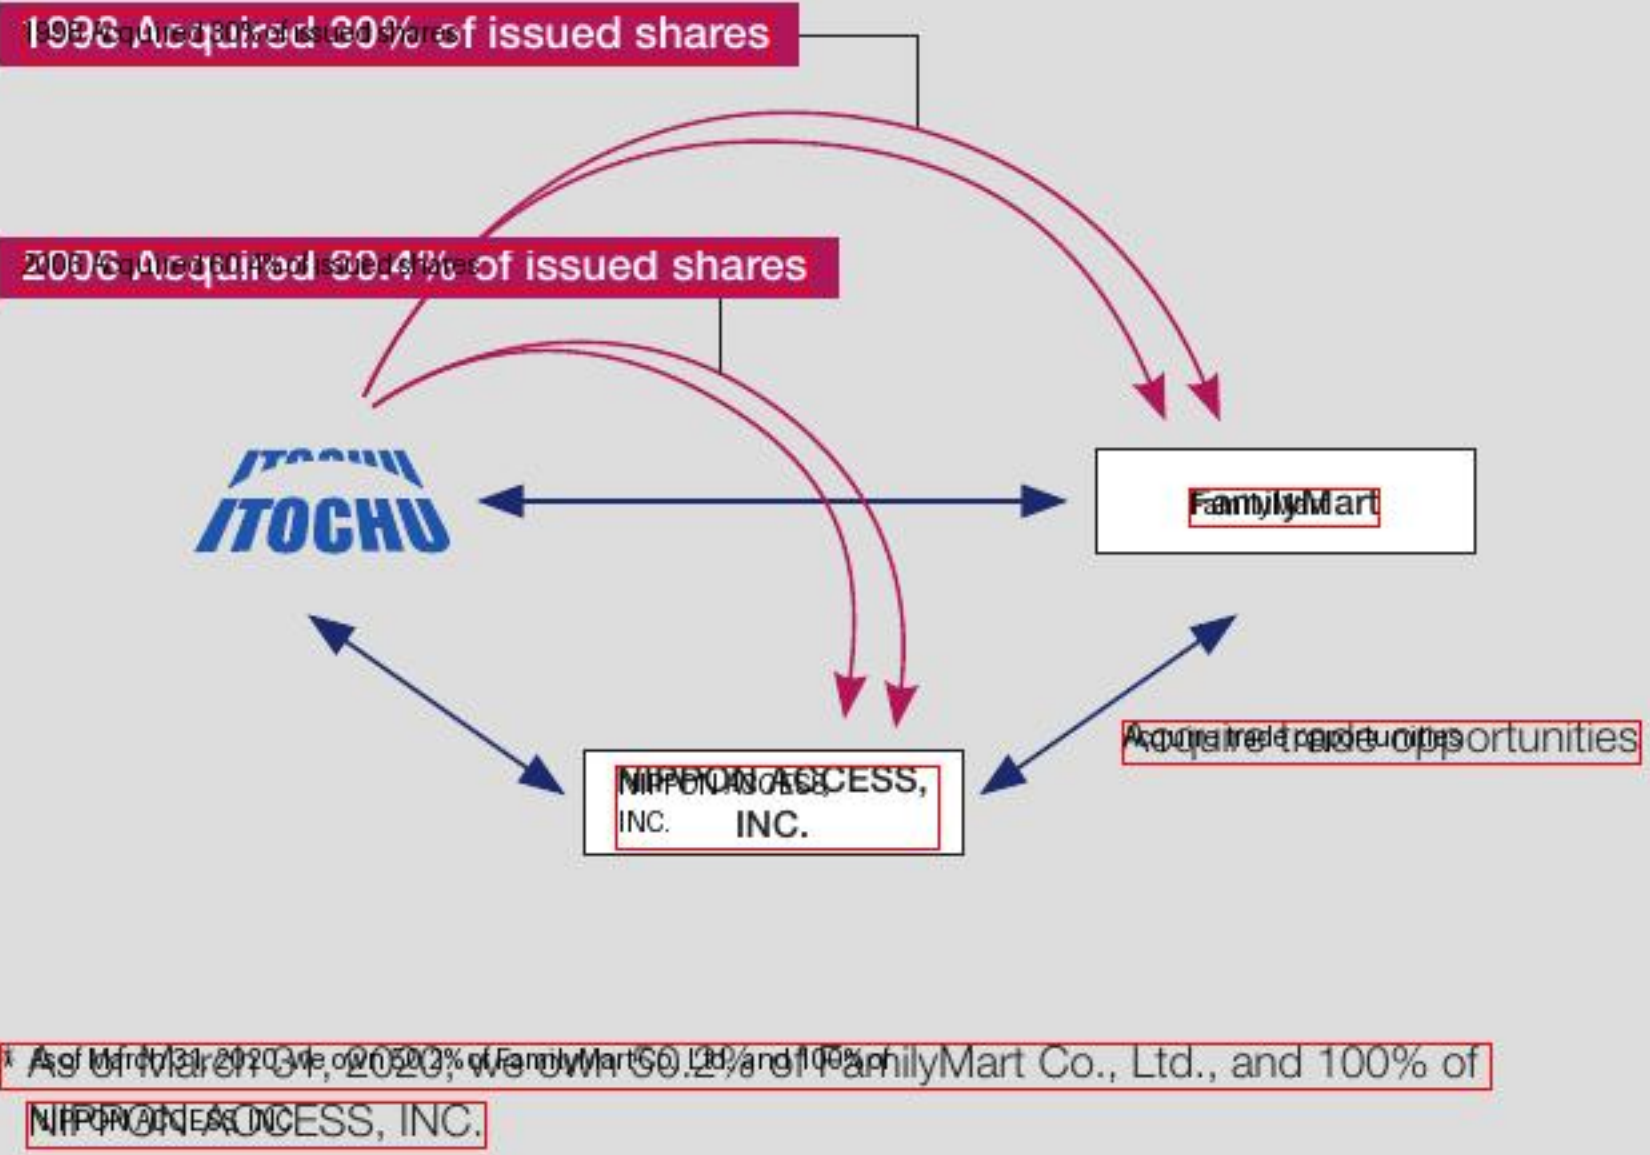 1998 Acquired 30% of issued shares
2006 Acquired 60.4% of issued shares
ITOCHU
FamilyMart
Acquire trade opportunities
NIPPON ACCESS,
INC.
* As of March 31, 2020, we own 50.2% of FamilyMart Co., Ltd., and 100% of
NIPPON ACCESS, INC.